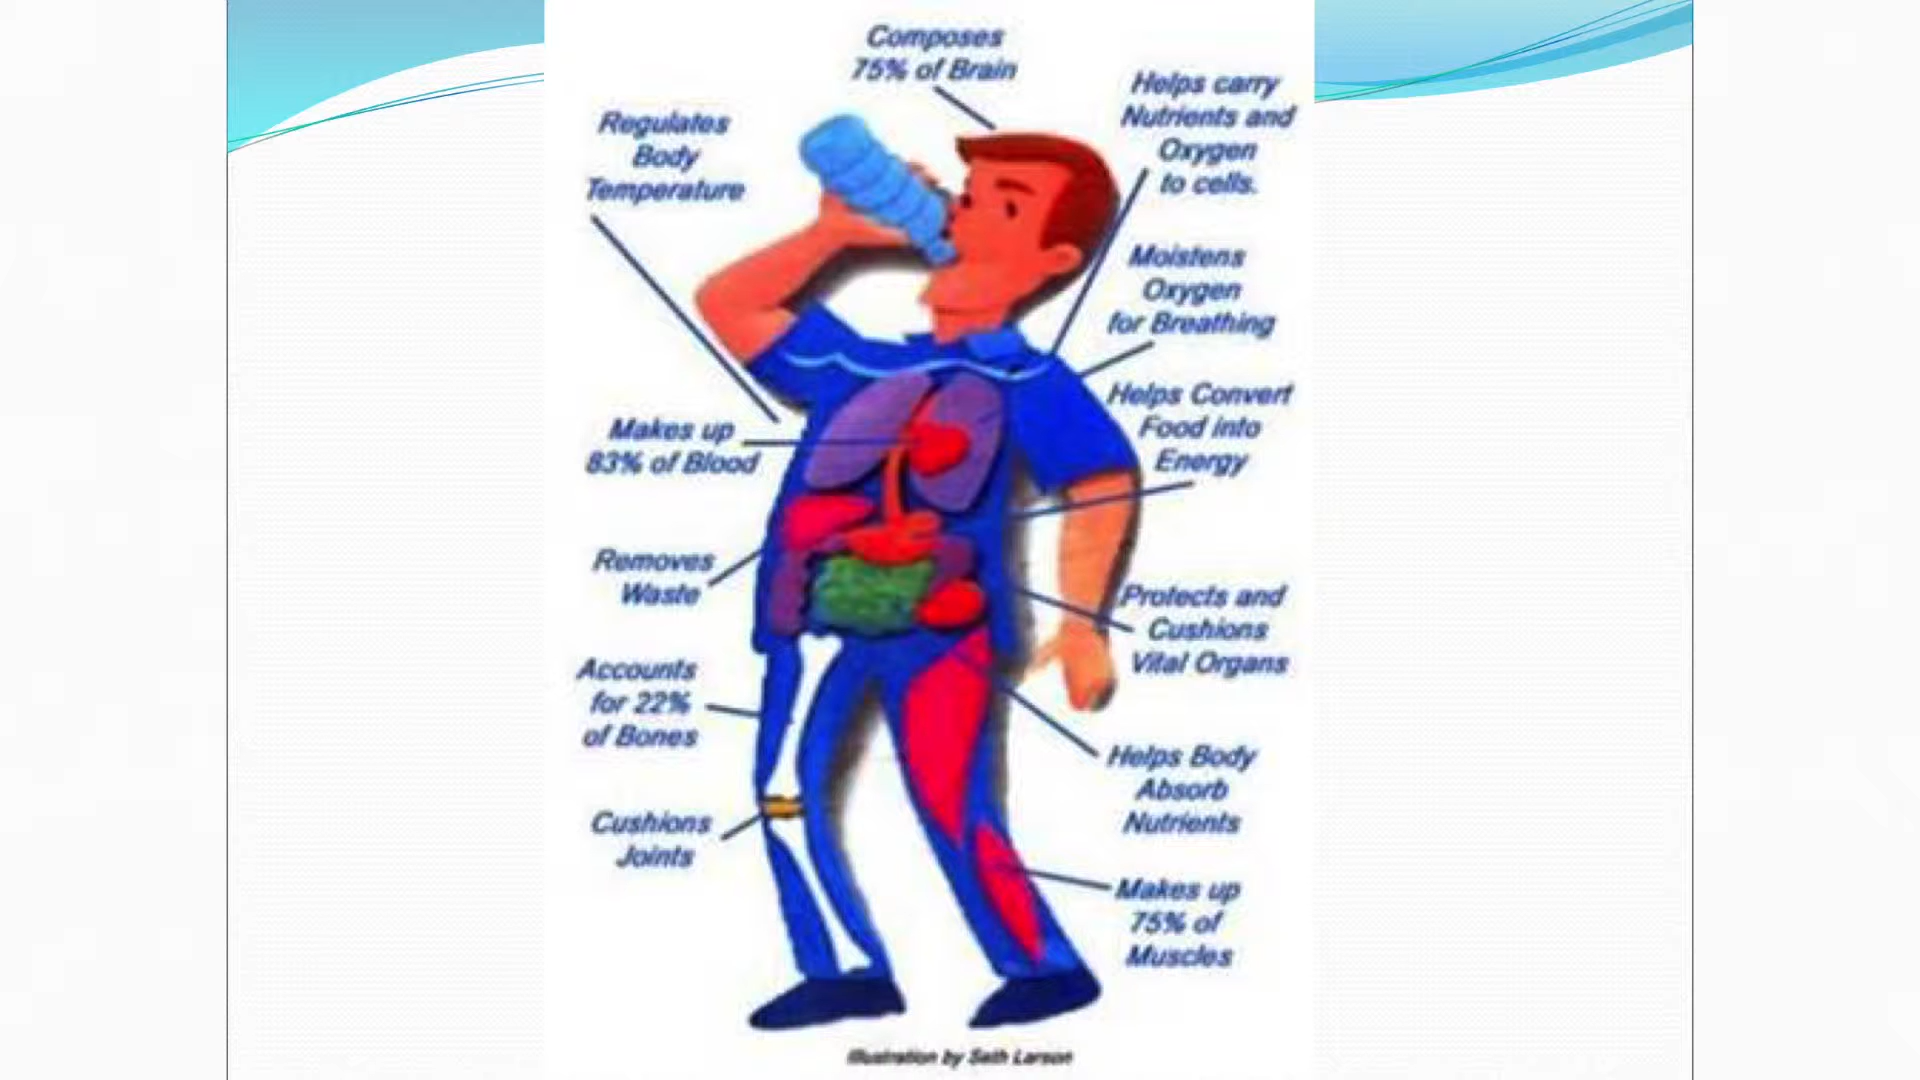 Composes
75% of Brain
Regulates
Body
Temperature
Helps carry
Nutrients and
Oxygen
to cells.
Moistens
Oxygen
for Breathing
Makes up
83% of Blood
Helps Convert
Food into
Energy
Removes
Waste
Protects and
Cushions
Vital Organs
Accounts
for 22%
of Bones
Helps Body
Absorb
Nutrients
Cushions
Joints
Makes up
75% of
Muscles
Illustration by Seth Larson